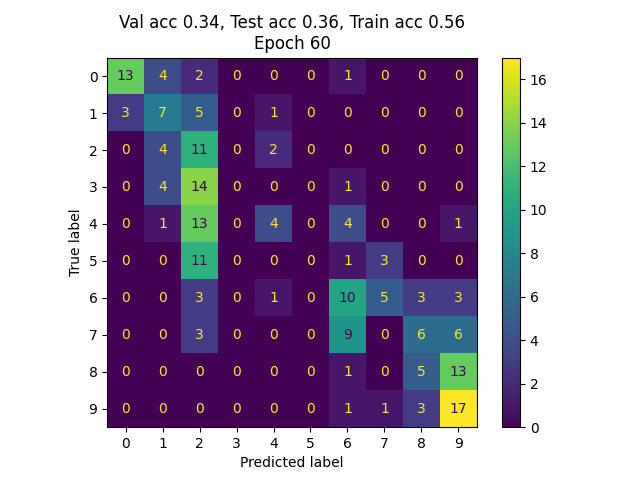 Val acc 0.34, Test acc 0.36, Train acc 0.56
Epoch 60
0 13 4 2 0 0 0 1 0 0 0
1 3 7 5 0 1 0 0 0 0 0
2 0 4 11 0 2 0 0 0 0 0
3 0 4 14 0 0 0 1 0 0 0
4 0 1 13 0 4 0 4 0 0 1
5 0 0 11 0 0 0 1 3 0 0
6 0 0 3 0 1 0 10 5 3 3
7 0 0 3 0 0 0 9 0 6 6
8 0 0 0 0 0 0 1 0 5 13
9 0 0 0 0 0 0 1 1 3 17
0 1 2 3 4 5 6 7 8 9
Predicted label
True label
16
14
12
10
8
6
4
2
0